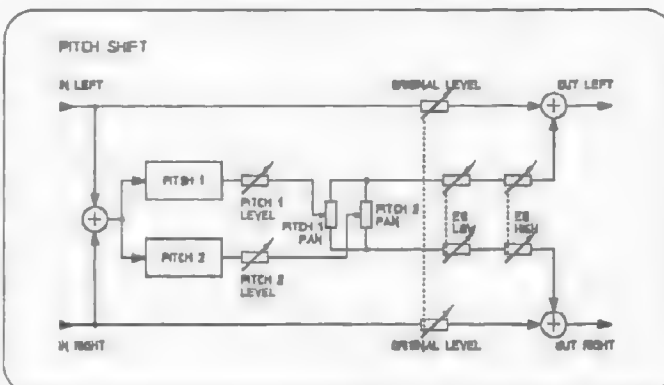 PITCH SHIFT
IN LEFT
ORIGINAL LEVEL
OUT LEFT
PITCH 1
PITCH 1
LEVEL
PITCH 1
PAN
PITCH 2
PAN
EQ
LOW
EQ
HIGH
PITCH 2
PITCH 2
LEVEL
IN RIGHT
ORIGINAL LEVEL
OUT RIGHT